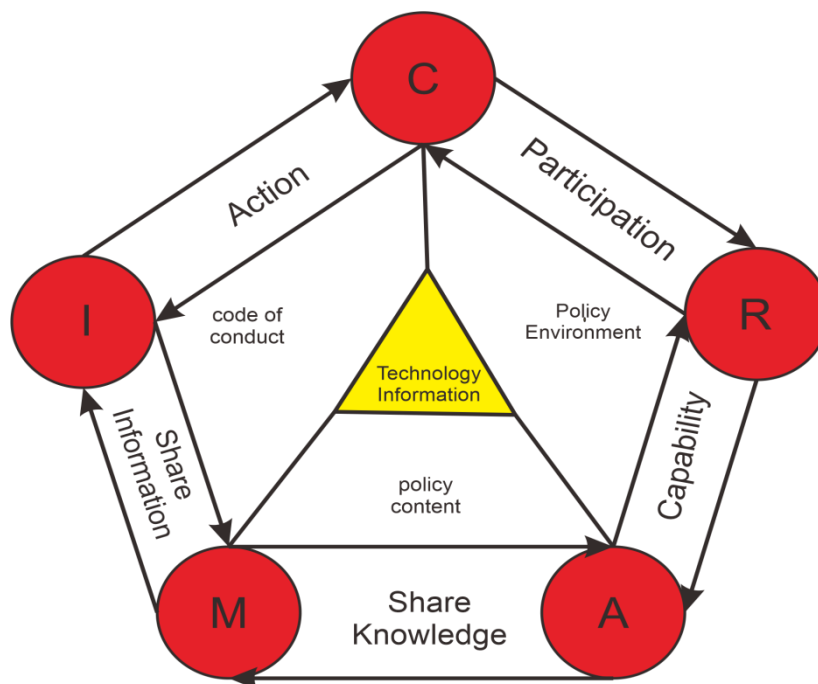 C
Action
Participation
I
code of
conduct
Policy
Environment
R
Technology
Information
Share
Information
policy
content
Capability
M
Share
Knowledge
A